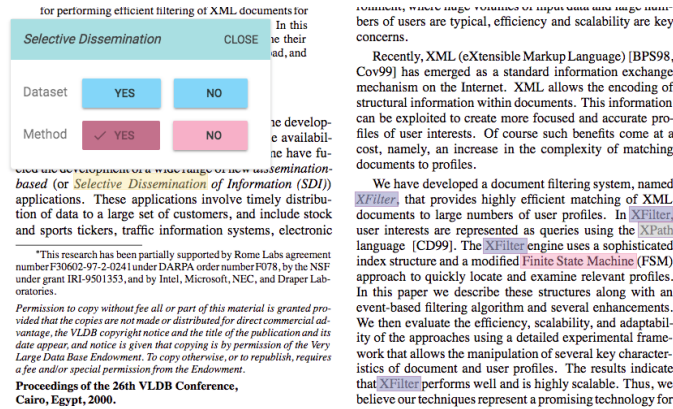 for performing efficient filtering of XML documents for
In this
Selective Dissemination CLOSE
ne their
oad, and
Dataset YES NO
Method YES NO
he develop-
e availabil-
me have fu-
eled the development of a wide range of new dissemination-
based (or Selective Dissemination of Information (SDI))
applications. These applications involve timely distribu-
tion of data to a large set of customers, and include stock
and sports tickers, traffic information systems, electronic
*This research has been partially supported by Rome Labs agreement
number F30602-97-2-0241 under DARPA order number F078, by the NSF
under grant IRI-9501353, and by Intel, Microsoft, NEC, and Draper Lab-
oratories.
Permission to copy without fee all or part of this material is granted pro-
vided that the copies are not made or distributed for direct commercial ad-
vantage, the VLDB copyright notice and the title of the publication and its
date appear, and notice is given that copying is by permission of the Very
Large Data Base Endowment. To copy otherwise, or to republish, requires
a fee and/or special permission from the Endowment.
Proceedings of the 26th VLDB Conference,
Cairo, Egypt, 2000.
ronment, where huge volumes of input data and large num-
bers of users are typical, efficiency and scalability are key
concerns.
Recently, XML (eXtensible Markup Language) [BPS98,
Cov99] has emerged as a standard information exchange
mechanism on the Internet. XML allows the encoding of
structural information within documents. This information
can be exploited to create more focused and accurate pro-
files of user interests. Of course such benefits come at a
cost, namely, an increase in the complexity of matching
documents to profiles.
We have developed a document filtering system, named
XFilter, that provides highly efficient matching of XML
documents to large numbers of user profiles. In XFilter,
user interests are represented as queries using the XPath
language [CD99]. The XFilter engine uses a sophisticated
index structure and a modified Finite State Machine (FSM)
approach to quickly locate and examine relevant profiles.
In this paper we describe these structures along with an
event-based filtering algorithm and several enhancements.
We then evaluate the efficiency, scalability, and adaptabil-
ity of the approaches using a detailed experimental frame-
work that allows the manipulation of several key character-
istics of document and user profiles. The results indicate
that XFilter performs well and is highly scalable. Thus, we
believe our techniques represent a promising technology for